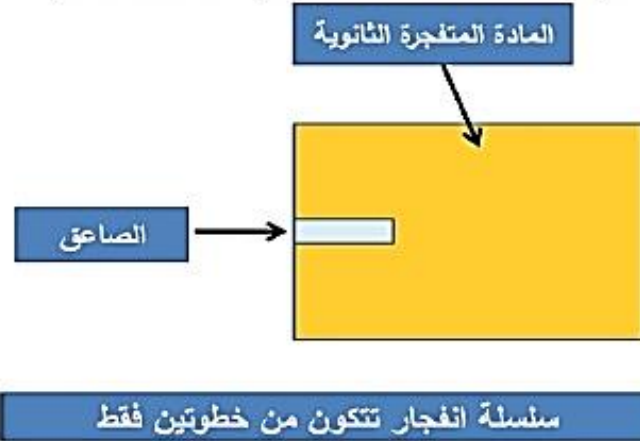 المادة المتفجرة الثانوية
الصاعق
سلسلة انفجار تتكون من خطوتين فقط